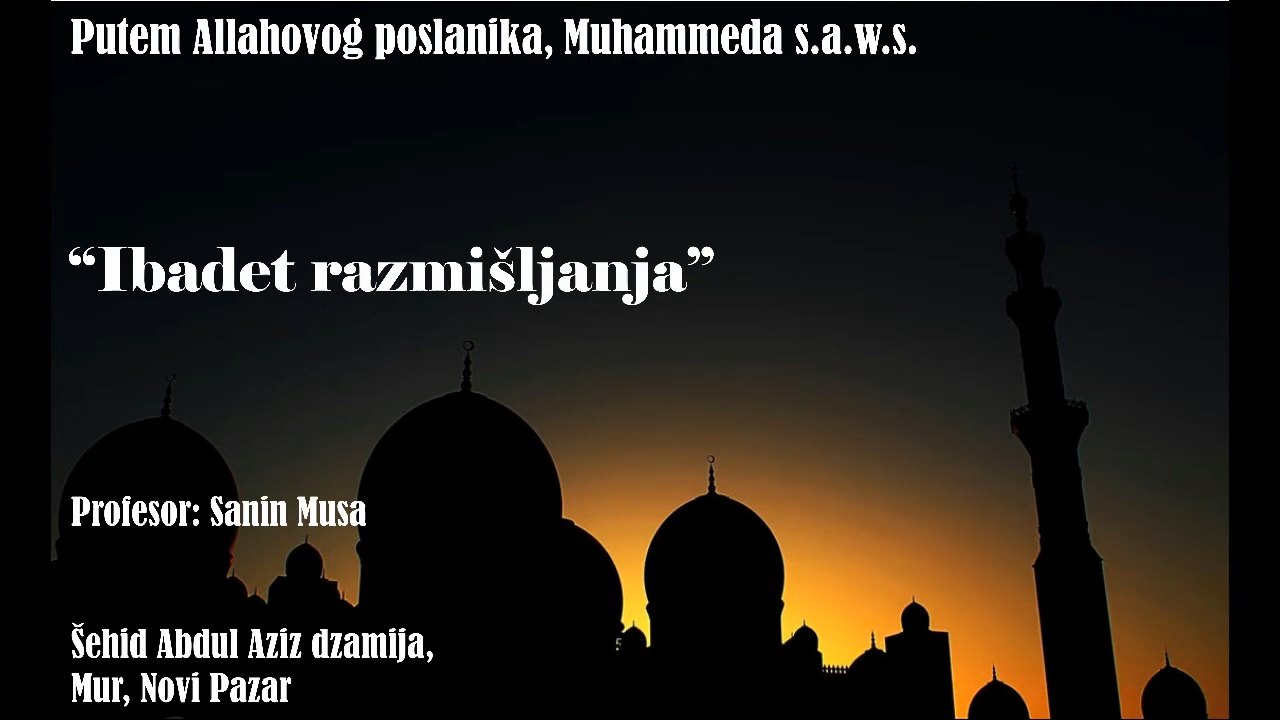 Putem Allahovog poslanika, Muhammeda s.a.w.s.
“Ibadet razmišljanja”
Profesor: Sanin Musa
Šehid Abdul Aziz dzamija,
Mur, Novi Pazar